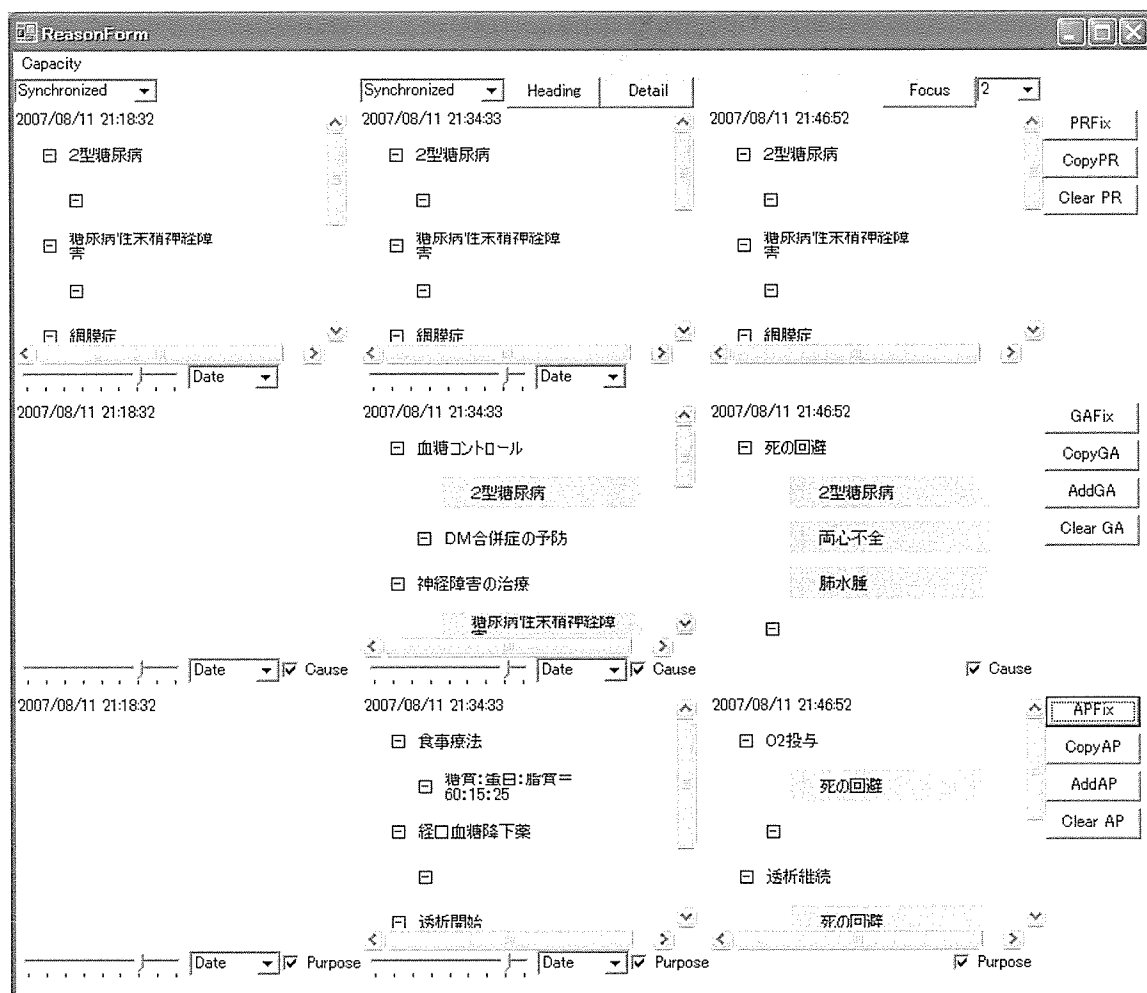 ReasonForm
Capacity
Synchronized
Synchronized
Heading
Detail
Focus
2
2007/08/11 21:18:32
2型糖尿病
糖尿病性末梢神経障
害
網膜症
Date
2007/08/11 21:34:33
2型糖尿病
糖尿病性末梢神経障
害
網膜症
Date
2007/08/11 21:46:52
2型糖尿病
糖尿病性末梢神経障
害
網膜症
PRFix
CopyPR
Clear PR
2007/08/11 21:18:32
Date
Cause
2007/08/11 21:34:33
血糖コントロール
2型糖尿病
DM合併症の予防
神経障害の治療
糖尿病性末梢神経障
害
Date
Cause
2007/08/11 21:46:52
死の回避
2型糖尿病
両心不全
肺水腫
Cause
GAFix
CopyGA
AddGA
Clear GA
2007/08/11 21:18:32
Date
Purpose
2007/08/11 21:34:33
食事療法
糖質:蛋白:脂質=
60:15:25
経口血糖降下薬
透析開始
Date
Purpose
2007/08/11 21:46:52
O2投与
死の回避
透析継続
死の回避
Purpose
APFix
CopyAP
AddAP
Clear AP